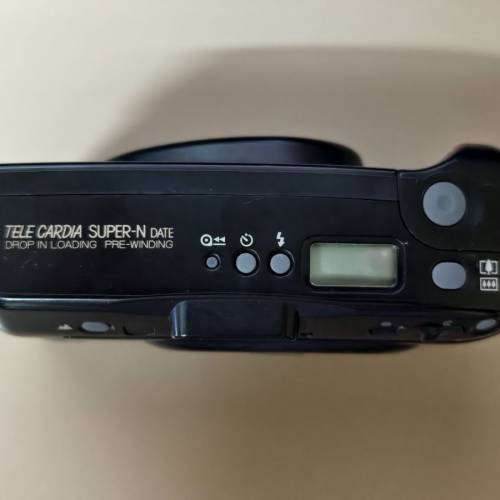 TELE CARDIA SUPER-N DATE
DROP IN LOADING PRE-WINDING